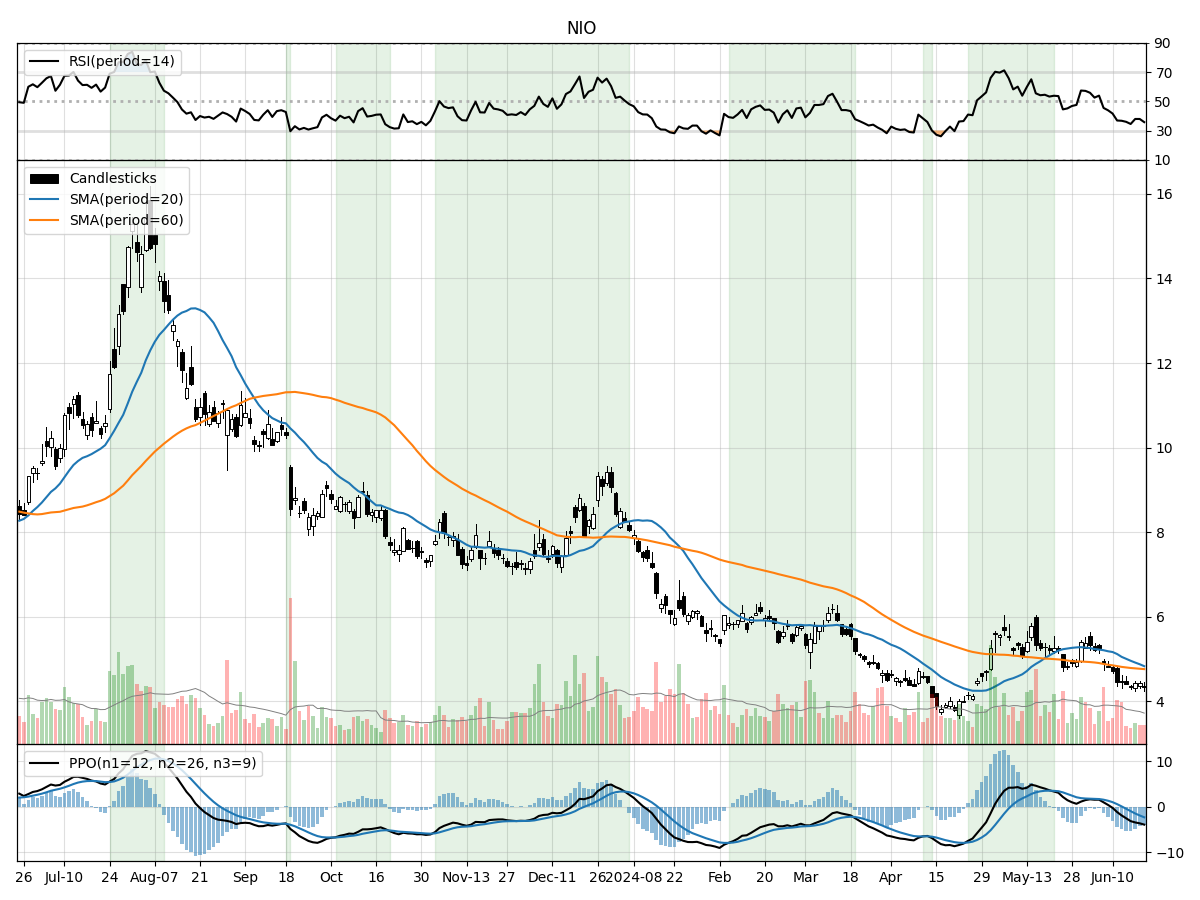 NIO
RSI(period=14)
90
70
50
30
10
Candlesticks
SMA(period=20)
SMA(period=60)
16
14
12
10
8
6
4
PPO(n1=12, n2=26, n3=9)
10
0
−10
26 Jul-10 24 Aug-07 21 Sep 18 Oct 16 30 Nov-13 27 Dec-11 26 2024-08 22 Feb 20 Mar 18 Apr 15 29 May-13 28 Jun-10